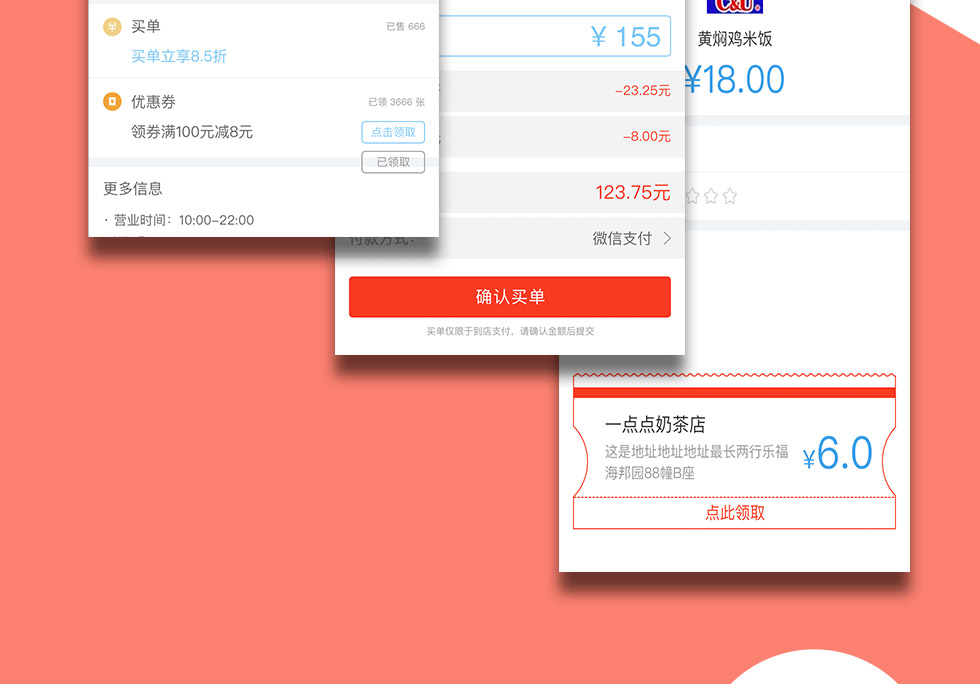 买单
已售 666
买单立享8.5折
优惠券
已领 3666 张
领券满100元减8元
点击领取
已领取
更多信息
· 营业时间：10:00-22:00
¥ 155
-23.25元
-8.00元
123.75元
付款方式：
微信支付
确认买单
买单仅限于到店支付，请确认金额后提交
C&U
黄焖鸡米饭
¥18.00
一点点奶茶店
这是地址地址地址最长两行乐福
海邦园88幢B座
¥6.0
点此领取